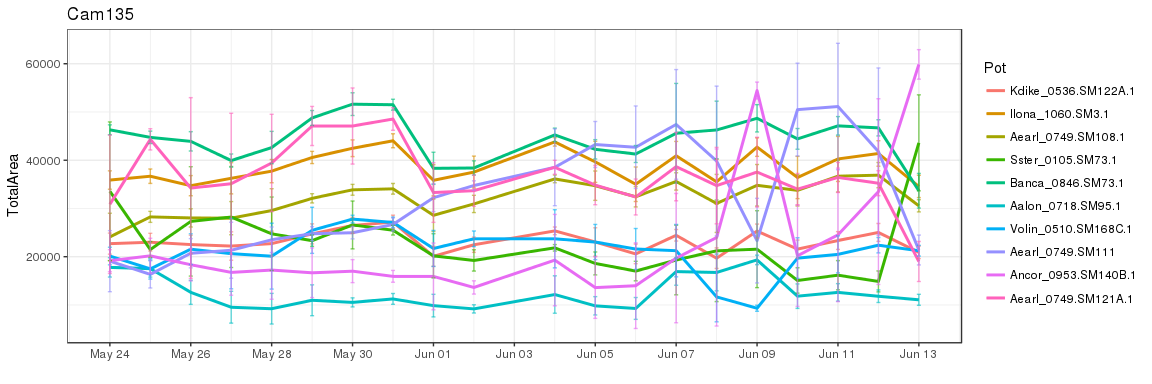 Cam135
TotalArea
60000
40000
20000
May 24 May 26 May 28 May 30 Jun 01 Jun 03 Jun 05 Jun 07 Jun 09 Jun 11 Jun 13
Pot
Kdike_0536.SM122A.1
Ilona_1060.SM3.1
Aearl_0749.SM108.1
Sster_0105.SM73.1
Banca_0846.SM73.1
Aalon_0718.SM95.1
Volin_0510.SM168C.1
Aearl_0749.SM111
Ancor_0953.SM140B.1
Aearl_0749.SM121A.1